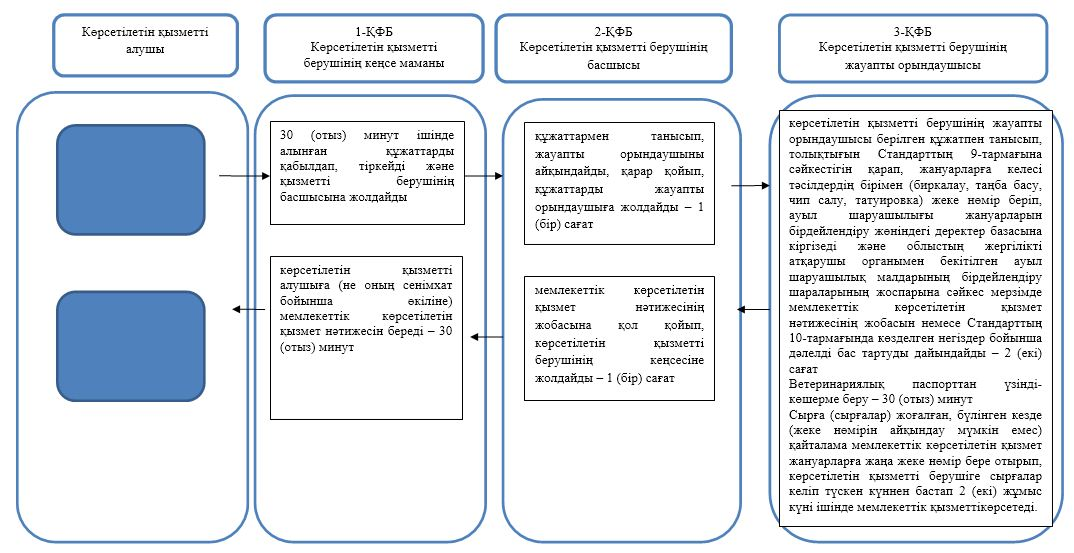 Көрсетілетін қызметті
алушы
1-ҚФБ
Көрсетілетін қызметті
берушінің кеңсе маманы
2-ҚФБ
Көрсетілетін қызметті берушінің
басшысы
3-ҚФБ
Көрсетілетін қызметті берушінің
жауапты орындаушысы
30 (отыз) минут ішінде
алынған құжаттарды
қабылдап, тіркейді және
қызметті берушінің
басшысына жолдайды
көрсетілетін қызметті
алушыға (не оның сенімхат
бойынша өкіліне)
мемлекеттік көрсетілетін
қызмет нәтижесін береді – 30
(отыз) минут
құжаттармен танысып,
жауапты орындаушыны
айқындайды, қарар қойып,
құжаттарды жауапты
орындаушыға жолдайды – 1
(бір) сағат
мемлекеттік көрсетілетін
қызмет нәтижесінің
жобасына қол қойып,
көрсетілетін қызметті
берушінің кеңсесіне
жолдайды – 1 (бір) сағат
көрсетілетін қызметті берушінің жауапты
орындаушысы берілген құжатпен танысып,
толықтығын Стандарттың 9-тармағына
сәйкестігін қарап, жануарларға келесі
тәсілдердің бірімен (биркалау, таңба басу,
чип салу, татуировка) жеке нөмір беріп,
ауыл шаруашылығы жануарларын
бірдейлендіру жөніндегі деректер базасына
кіргізеді және облыстың жергілікті
атқарушы органымен бекітілген ауыл
шаруашылық малдарының бірдейлендіру
шараларының жоспарына сәйкес мерзімде
мемлекеттік көрсетілетін қызмет
нәтижесінің жобасын немесе Стандарттың
10-тармағында көзделген негіздер бойынша
дәлелді бас тартуды дайындайды – 2 (екі)
сағат
Ветеринариялық паспорттан үзінді-
көшерме беру – 30 (отыз) минут
Сырға (сырғалар) жоғалған, бүлінген кезде
(жеке нөмірін айқындау мүмкін емес)
қайталама мемлекеттік көрсетілетін қызмет
жануарларға жаңа жеке нөмір бере отырып,
көрсетілетін қызметті берушіге сырғалар
келіп түскен күннен бастап 2 (екі) жұмыс
күні ішінде мемлекеттік қызметтікөрсетеді.